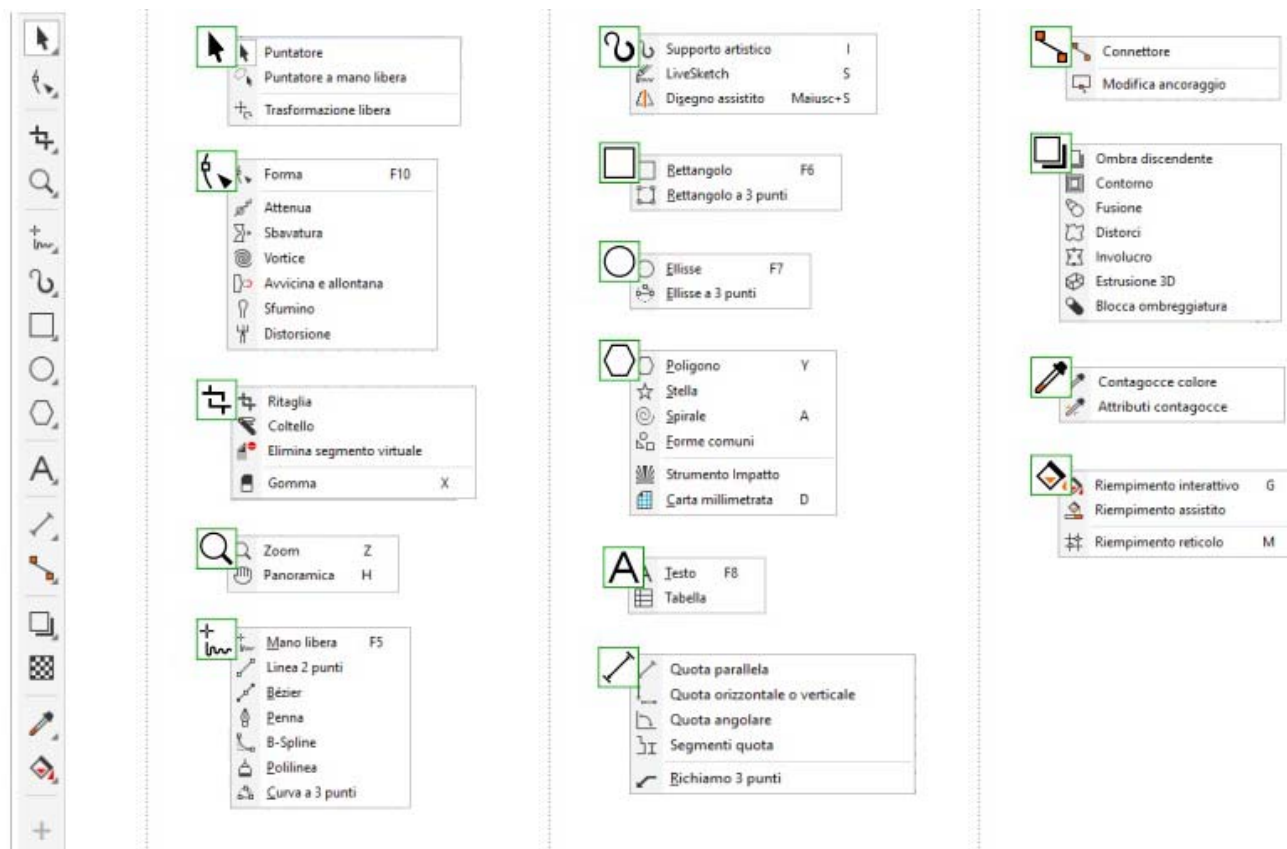 Puntatore
Puntatore a mano libera
Trasformazione libera
Forma F10
Attenua
Sbavatura
Vortice
Avvicina e allontana
Sfumino
Distorsione
Ritaglia
Coltello
Elimina segmento virtuale
Gomma X
Zoom Z
Panoramica H
Mano libera F5
Linea 2 punti
Bézier
Penna
B-Spline
Polilinea
Curva a 3 punti
Supporto artistico I
LiveSketch S
Disegno assistito Maiusc+S
Rettangolo F6
Rettangolo a 3 punti
Ellisse F7
Ellisse a 3 punti
Poligono Y
Stella
Spirale A
Forme comuni
Strumento Impatto
Carta millimetrata D
Testo F8
Tabella
Quota parallela
Quota orizzontale o verticale
Quota angolare
Segmenti quota
Richiamo 3 punti
Connettore
Modifica ancoraggio
Ombra discendente
Contorno
Fusione
Distorci
Involucro
Estrusione 3D
Blocca ombreggiatura
Contagocce colore
Attributi contagocce
Riempimento interattivo G
Riempimento assistito
Riempimento reticolo M